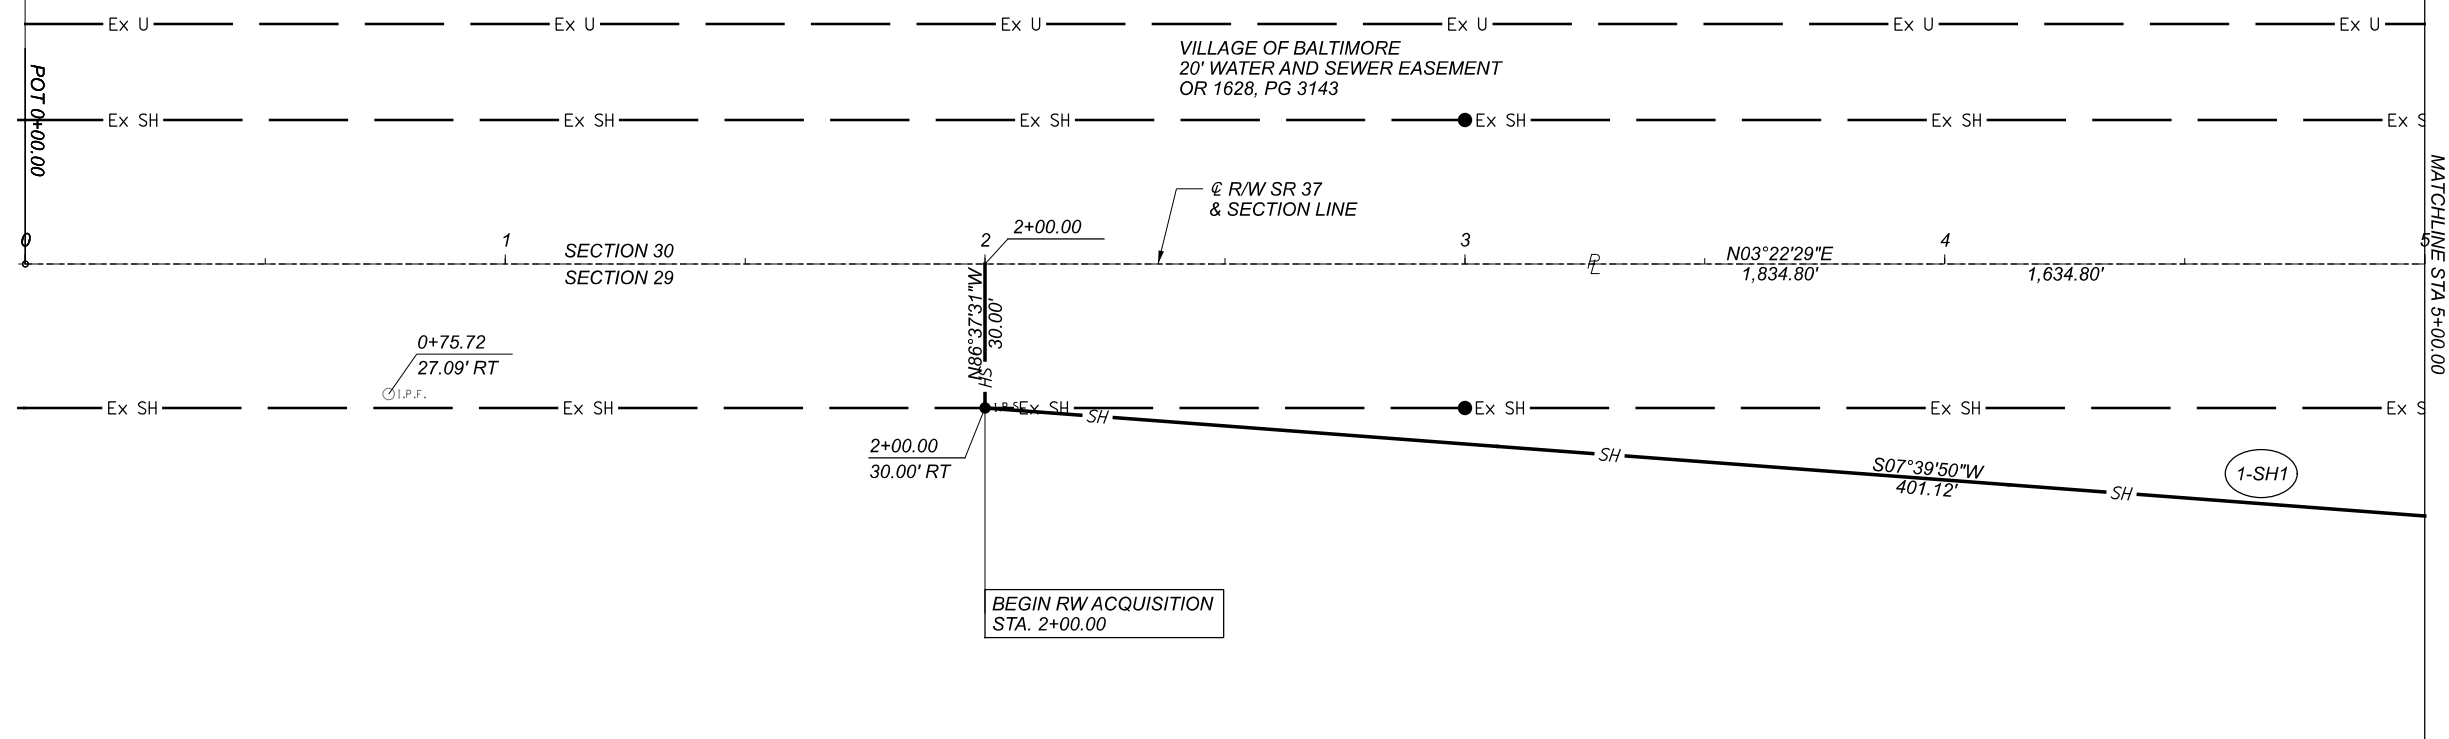 Ex U Ex U Ex U Ex U Ex U Ex U
VILLAGE OF BALTIMORE
20' WATER AND SEWER EASEMENT
OR 1628, PG 3143
POT 0+00.00
Ex SH Ex SH Ex SH Ex SH Ex SH Ex S
MATCHLINE STA 5+00.00
℄ R/W SR 37
& SECTION LINE
2+00.00
0 1 2 3 4 5
SECTION 30
SECTION 29
PL
N03°22'29"E
1,834.80'
1,634.80'
N86°37'31"W
30.00'
SH
0+75.72
27.09' RT
I.P.F.
Ex SH Ex SH Ex SH Ex SH Ex SH Ex S
SH SH SH
2+00.00
30.00' RT
S07°39'50"W
401.12'
1-SH1
BEGIN RW ACQUISITION
STA. 2+00.00